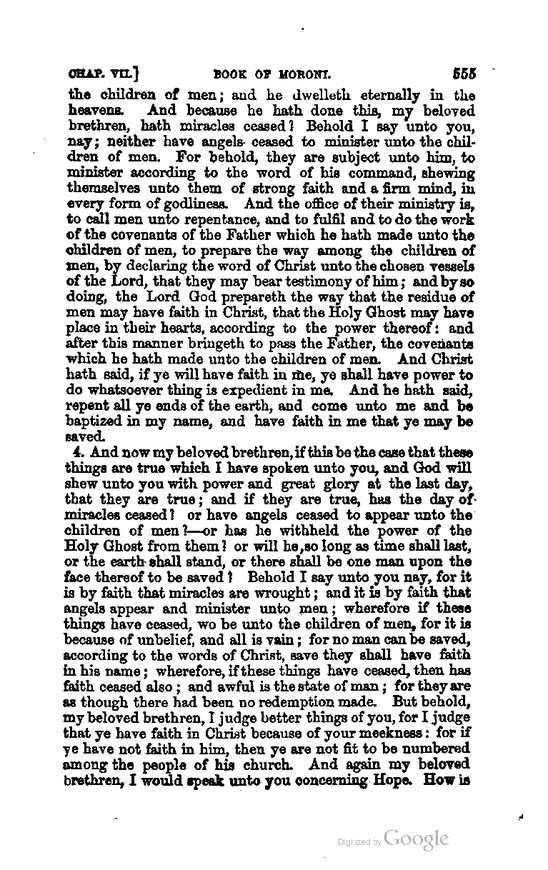 CHAP. VII.] BOOK OF MORONI. 555
the children of men; and he dwelleth eternally in the
heavens. And because he hath done this, my beloved
brethren, hath miracles ceased? Behold I say unto you,
nay; neither have angels ceased to minister unto the chil-
dren of men. For behold, they are subject unto him, to
minister according to the word of his command, shewing
themselves unto them of strong faith and a firm mind, in
every form of godliness. And the office of their ministry is,
to call men unto repentance, and to fulfil and to do the work
of the covenants of the Father which he hath made unto the
children of men, to prepare the way among the children of
men, by declaring the word of Christ unto the chosen vessels
of the Lord, that they may bear testimony of him; and by so
doing, the Lord God prepareth the way that the residue of
men may have faith in Christ, that the Holy Ghost may have
place in their hearts, according to the power thereof: and
after this manner bringeth to pass the Father, the covenants
which he hath made unto the children of men. And Christ
hath said, if ye will have faith in me, ye shall have power to
do whatsoever thing is expedient in me. And he hath said,
repent all ye ends of the earth, and come unto me and be
baptized in my name, and have faith in me that ye may be
saved.
4. And now my beloved brethren, if this be the case that these
things are true which I have spoken unto you, and God will
shew unto you with power and great glory at the last day,
that they are true; and if they are true, has the day of
miracles ceased? or have angels ceased to appear unto the
children of men?—or has he withheld the power of the
Holy Ghost from them? or will he, so long as time shall last,
or the earth shall stand, or there shall be one man upon the
face thereof to be saved? Behold I say unto you nay, for it
is by faith that miracles are wrought; and it is by faith that
angels appear and minister unto men; wherefore if these
things have ceased, wo be unto the children of men, for it is
because of unbelief, and all is vain; for no man can be saved,
according to the words of Christ, save they shall have faith
in his name; wherefore, if these things have ceased, then has
faith ceased also; and awful is the state of man; for they are
as though there had been no redemption made. But behold,
my beloved brethren, I judge better things of you, for I judge
that ye have faith in Christ because of your meekness: for if
ye have not faith in him, then ye are not fit to be numbered
among the people of his church. And again my beloved
brethren, I would speak unto you concerning Hope. How is
Digitized by Google